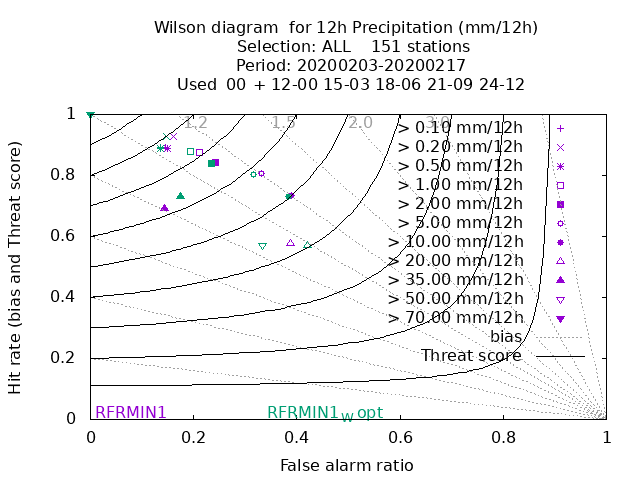 Wilson diagram for 12h Precipitation (mm/12h)
Selection: ALL 151 stations
Period: 20200203-20200217
Used 00 + 12-00 15-03 18-06 21-09 24-12
Hit rate (bias and Threat score)
1
0.8
0.6
0.4
0.2
0
1.2 1.5 2.0 3.0
> 0.10 mm/12h
> 0.20 mm/12h
> 0.50 mm/12h
> 1.00 mm/12h
> 2.00 mm/12h
> 5.00 mm/12h
> 10.00 mm/12h
> 20.00 mm/12h
> 35.00 mm/12h
> 50.00 mm/12h
> 70.00 mm/12h
bias
Threat score
RFRMIN1 RFRMIN1w opt
0 0.2 0.4 0.6 0.8 1
False alarm ratio